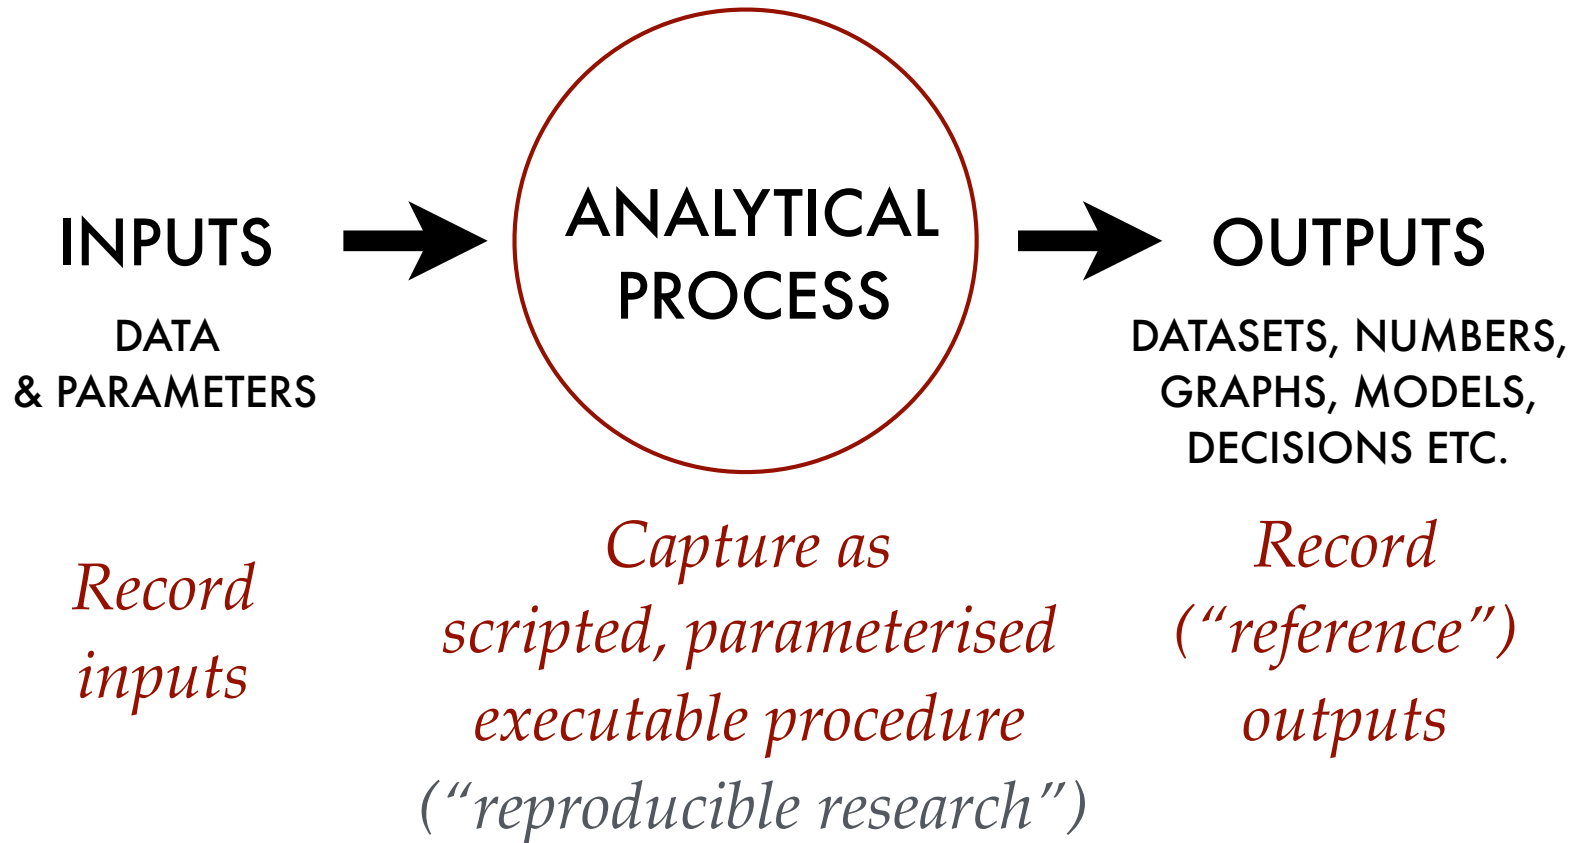 INPUTS
DATA
& PARAMETERS
Record
inputs
ANALYTICAL
PROCESS
Capture as
scripted, parameterised
executable procedure
(“reproducible research”)
OUTPUTS
DATASETS, NUMBERS,
GRAPHS, MODELS,
DECISIONS ETC.
Record
(“reference”)
outputs